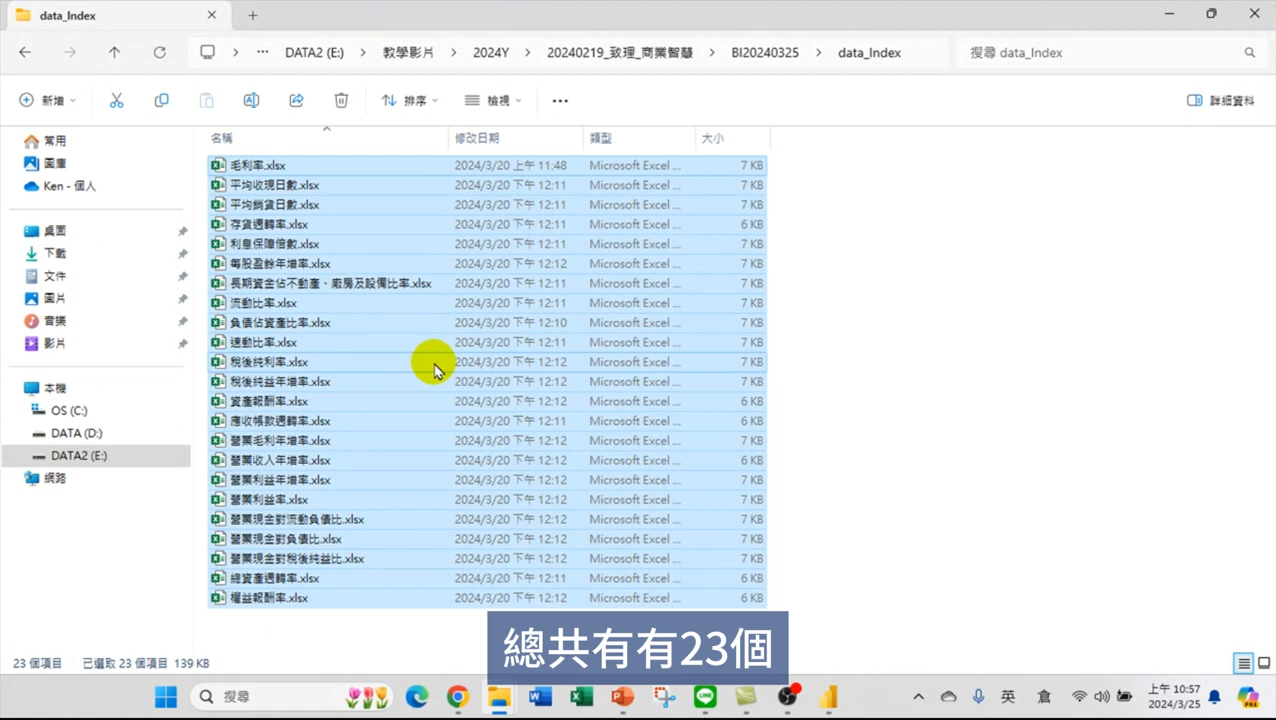 data_Index
DATA2 (E:) 教學影片 2024Y 20240219_致理_商業智慧 BI20240325 data_Index 搜尋 data_Index
新增 排序 檢視 詳細資料
名稱 修改日期 類型 大小
常用
圖庫
Ken - 個人
桌面
下載
文件
圖片
音樂
影片
本機
OS (C:)
DATA (D:)
DATA2 (E:)
網路
毛利率.xlsx 2024/3/20 上午 11:48 Microsoft Excel ... 7 KB
平均收現日數.xlsx 2024/3/20 下午 12:11 Microsoft Excel ... 7 KB
平均銷貨日數.xlsx 2024/3/20 下午 12:11 Microsoft Excel ... 7 KB
存貨週轉率.xlsx 2024/3/20 下午 12:11 Microsoft Excel ... 6 KB
利息保障倍數.xlsx 2024/3/20 下午 12:11 Microsoft Excel ... 7 KB
每股盈餘年增率.xlsx 2024/3/20 下午 12:12 Microsoft Excel ... 7 KB
長期資金佔不動產、廠房及設備比率.xlsx 2024/3/20 下午 12:11 Microsoft Excel ... 7 KB
流動比率.xlsx 2024/3/20 下午 12:11 Microsoft Excel ... 7 KB
負債佔資產比率.xlsx 2024/3/20 下午 12:10 Microsoft Excel ... 7 KB
速動比率.xlsx 2024/3/20 下午 12:11 Microsoft Excel ... 7 KB
稅後純利率.xlsx 2024/3/20 下午 12:12 Microsoft Excel ... 7 KB
稅後純益年增率.xlsx 2024/3/20 下午 12:12 Microsoft Excel ... 7 KB
資產報酬率.xlsx 2024/3/20 下午 12:12 Microsoft Excel ... 6 KB
應收帳款週轉率.xlsx 2024/3/20 下午 12:11 Microsoft Excel ... 6 KB
營業毛利年增率.xlsx 2024/3/20 下午 12:12 Microsoft Excel ... 7 KB
營業收入年增率.xlsx 2024/3/20 下午 12:12 Microsoft Excel ... 7 KB
營業利益年增率.xlsx 2024/3/20 下午 12:12 Microsoft Excel ... 7 KB
營業利益率.xlsx 2024/3/20 下午 12:12 Microsoft Excel ... 7 KB
營業現金對流動負債比.xlsx 2024/3/20 下午 12:12 Microsoft Excel ... 7 KB
營業現金對負債比.xlsx 2024/3/20 下午 12:12 Microsoft Excel ... 7 KB
營業現金對稅後純益比.xlsx 2024/3/20 下午 12:12 Microsoft Excel ... 7 KB
總資產週轉率.xlsx 2024/3/20 下午 12:11 Microsoft Excel ... 6 KB
權益報酬率.xlsx 2024/3/20 下午 12:12 Microsoft Excel ... 6 KB
總共有有23個
23 個項目 已選取 23 個項目 139 KB
搜尋 英 上午 10:57
2024/3/25